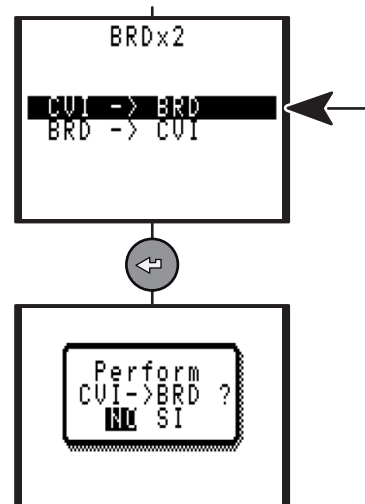 BRDx2
CVI -> BRD
BRD -> CVI
Perform
CVI->BRD ?
NO SI